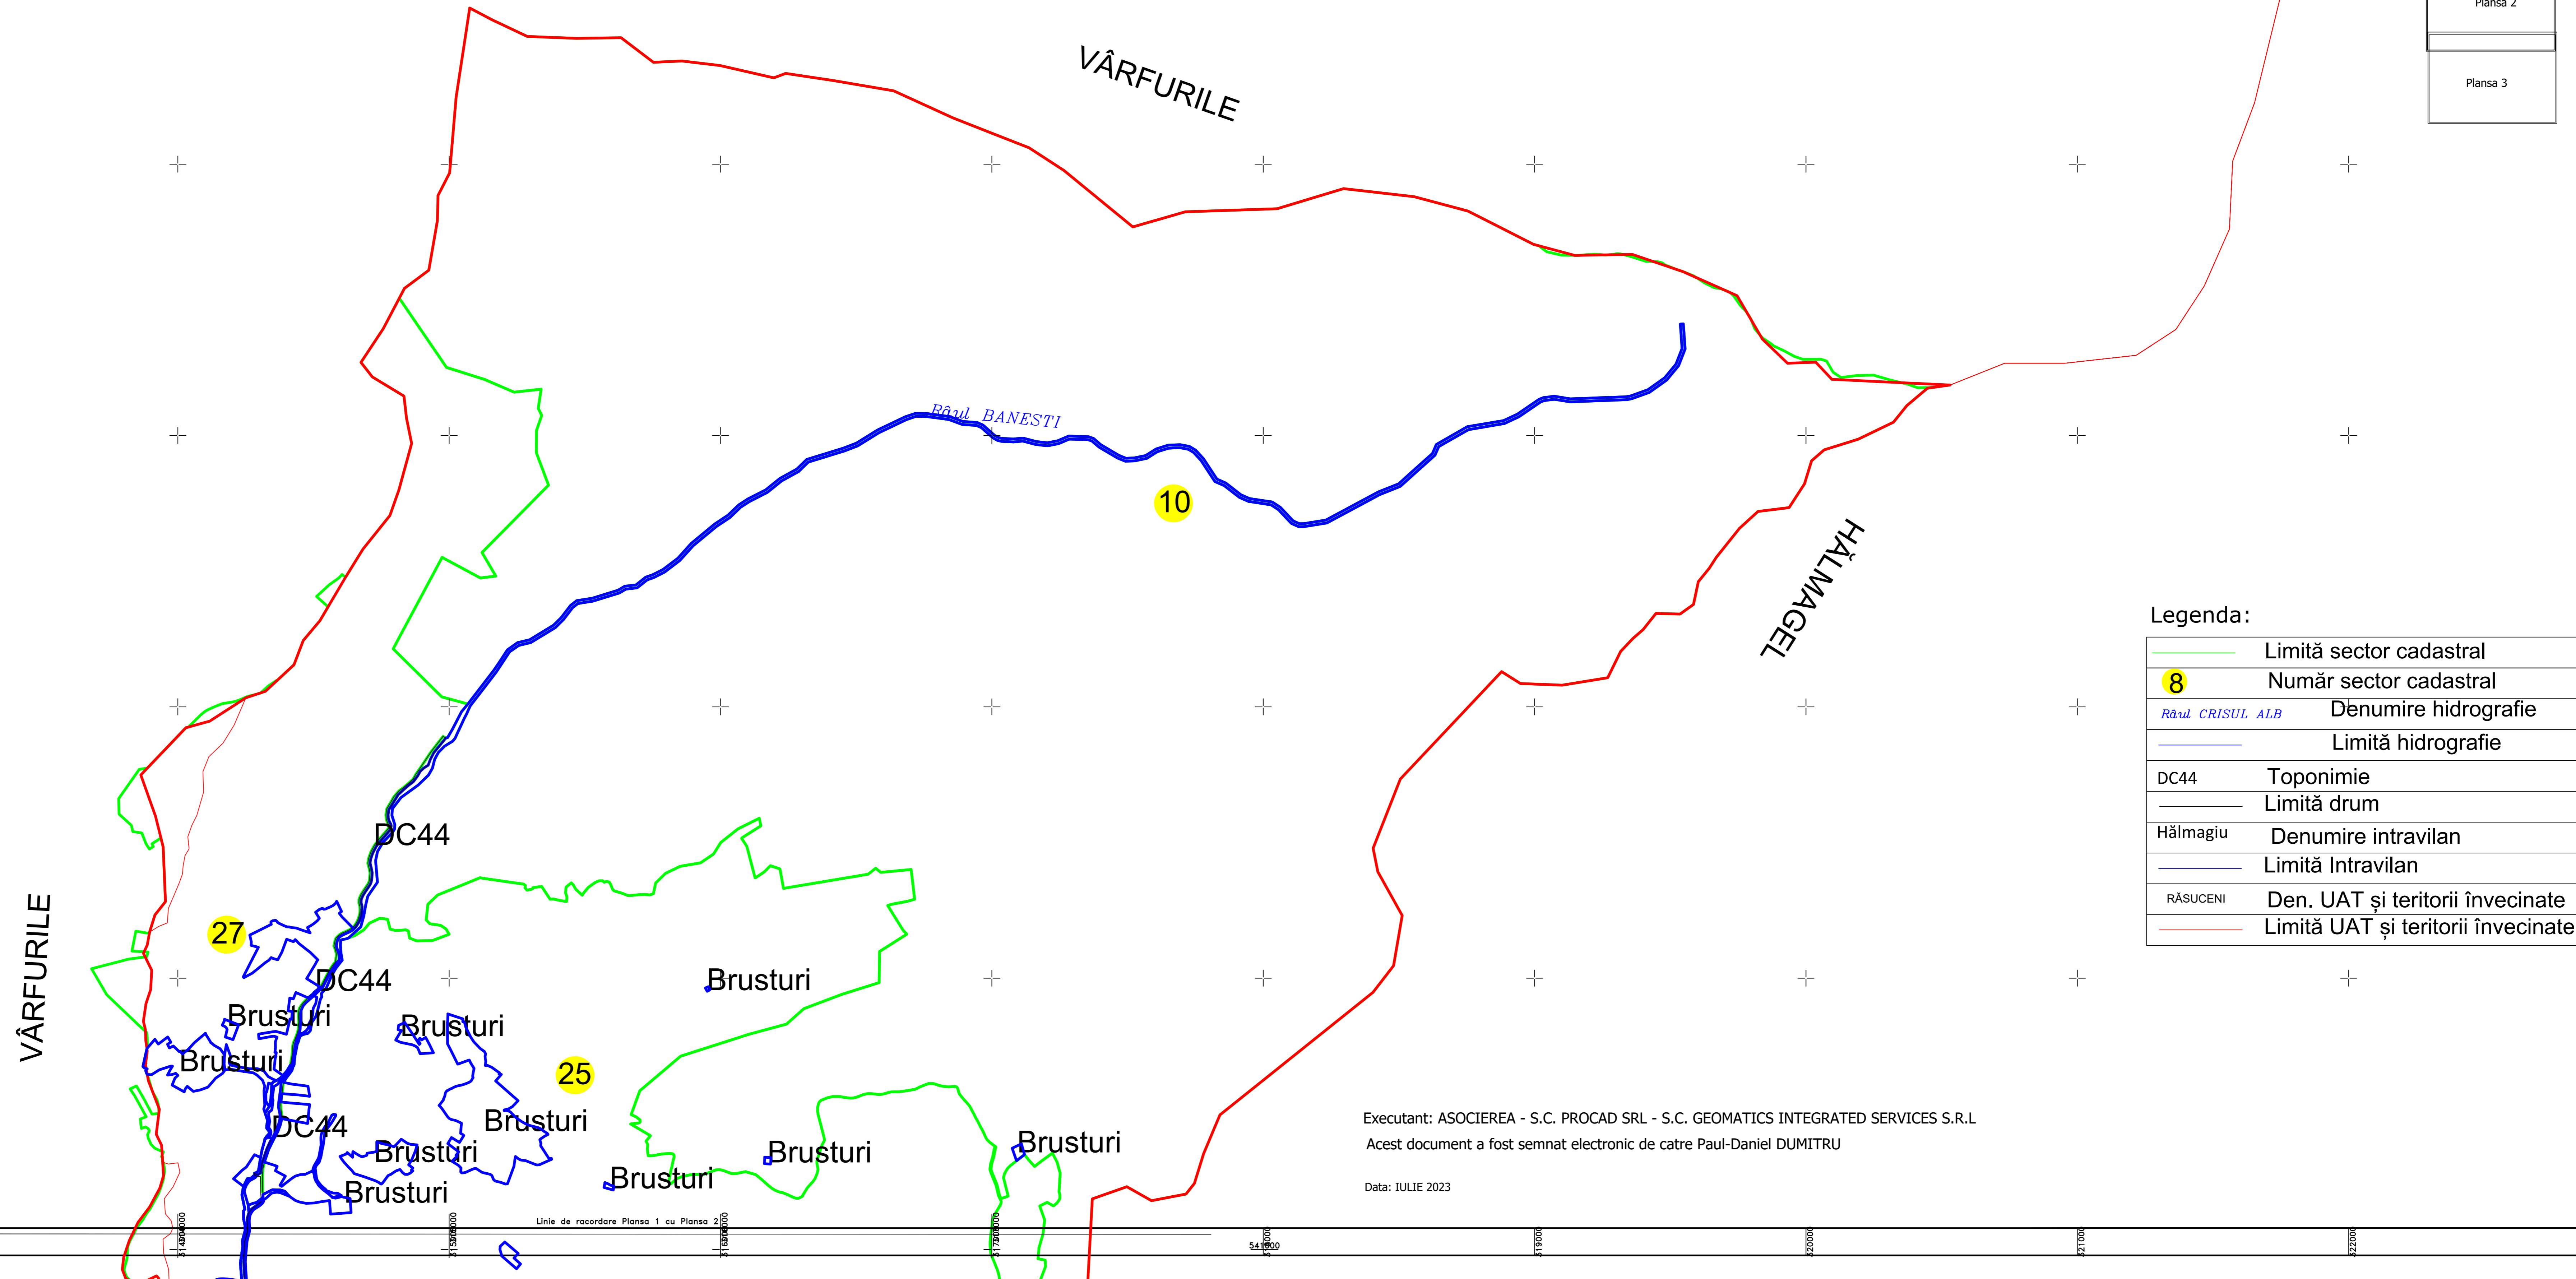 Plansa 2
Plansa 3
VÂRFURILE
Râul BANESTI
10
HĂLMAGEL
Legenda:
Limită sector cadastral
8 Număr sector cadastral
Râul CRISUL ALB Denumire hidrografie
Limită hidrografie
DC44 Toponimie
Limită drum
Hălmagiu Denumire intravilan
Limită Intravilan
RĂSUCENI Den. UAT și teritorii învecinate
Limită UAT și teritorii învecinate
DC44
VÂRFURILE
27
DC44
Brusturi
Brusturi
Brusturi
Brusturi
25
DC44
Brusturi
Brusturi
Brusturi
Brusturi
Brusturi
Brusturi
Executant: ASOCIEREA - S.C. PROCAD SRL - S.C. GEOMATICS INTEGRATED SERVICES S.R.L
Acest document a fost semnat electronic de catre Paul-Daniel DUMITRU
Data: IULIE 2023
Linie de racordare Plansa 1 cu Plansa 2
319000
320000
321000
322000